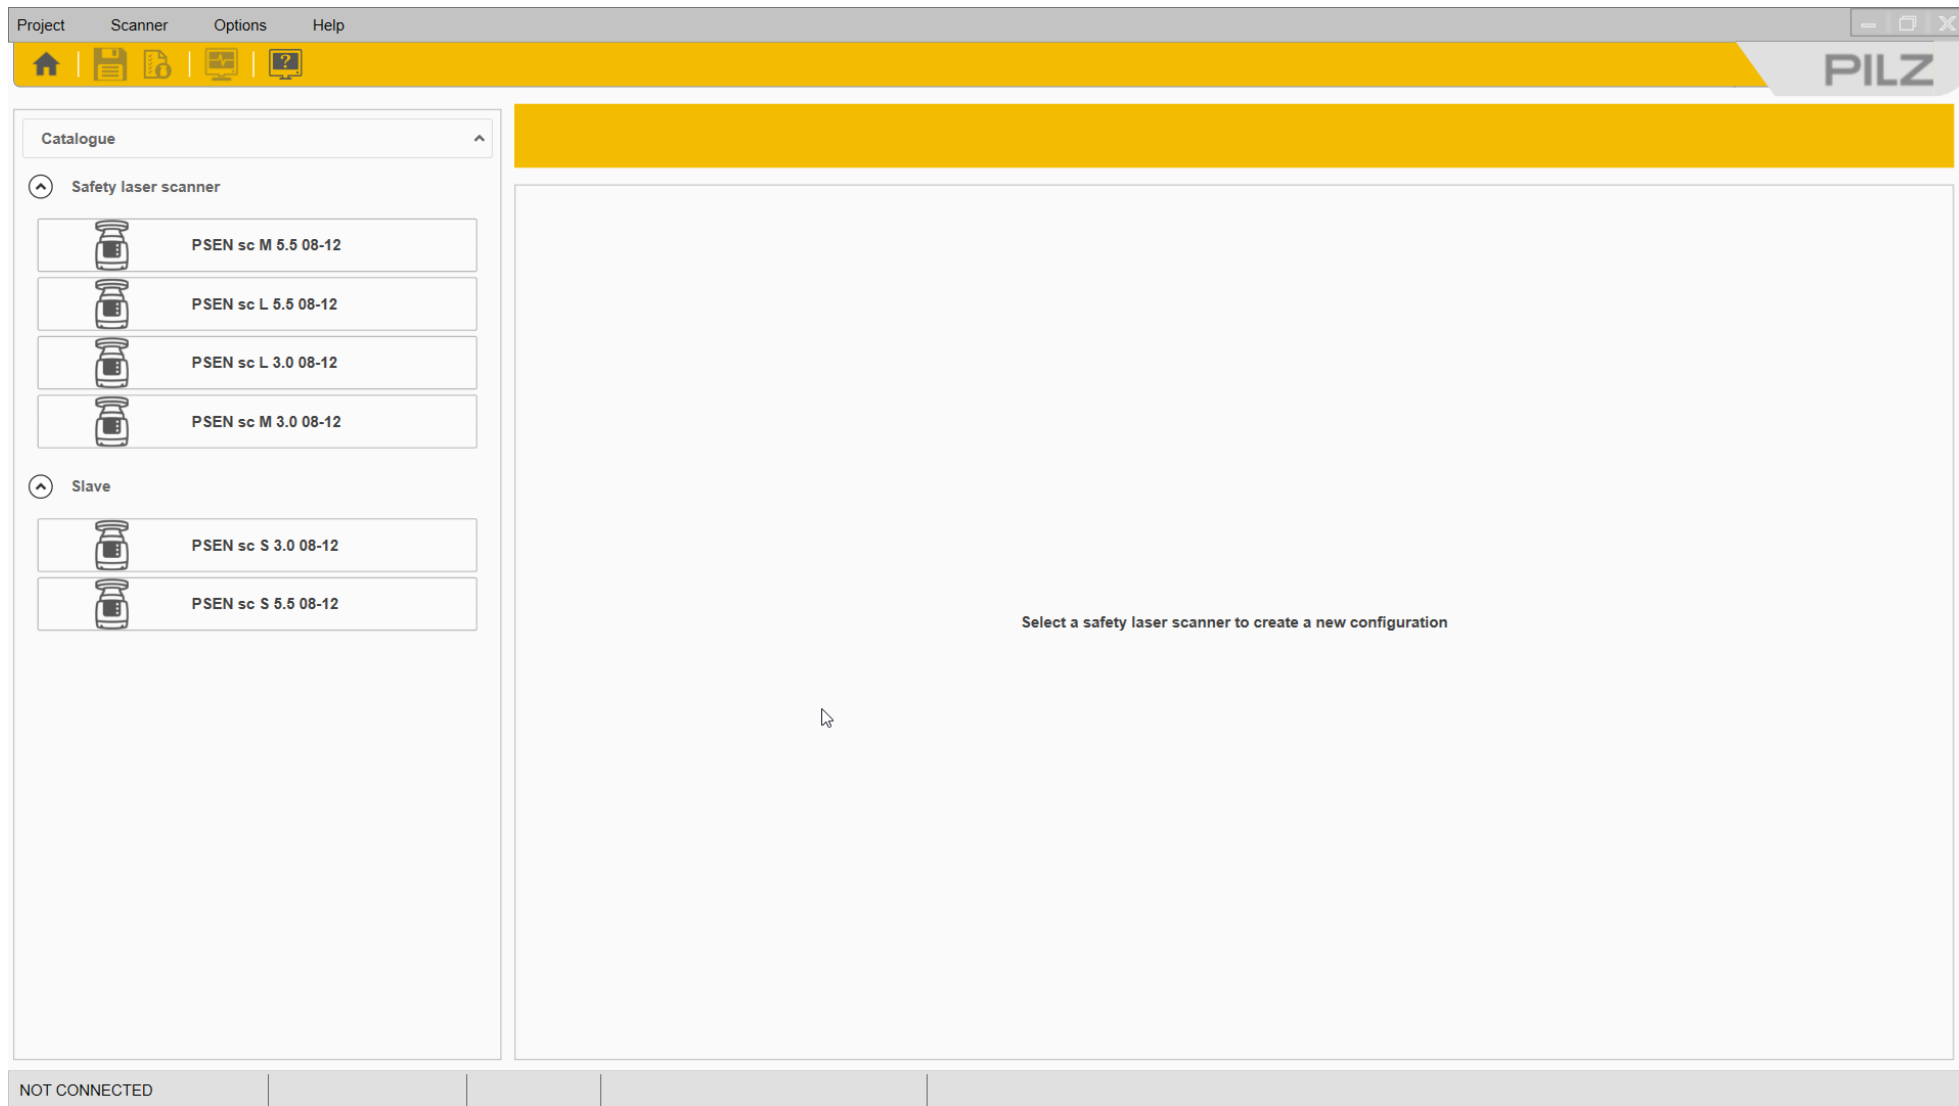 Project Scanner Options Help
PILZ
Catalogue
Safety laser scanner
PSEN sc M 5.5 08-12
PSEN sc L 5.5 08-12
PSEN sc L 3.0 08-12
PSEN sc M 3.0 08-12
Slave
PSEN sc S 3.0 08-12
PSEN sc S 5.5 08-12
Select a safety laser scanner to create a new configuration
NOT CONNECTED